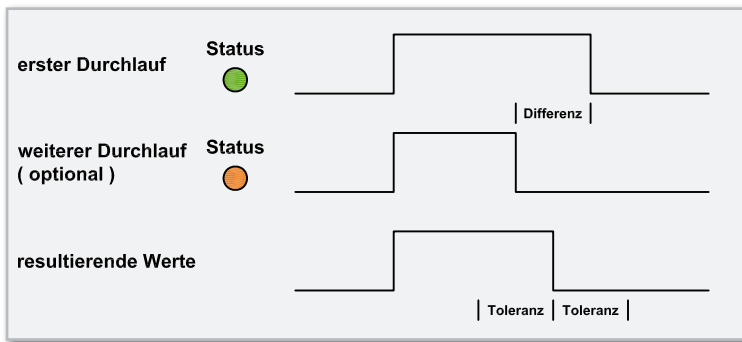 Status
erster Durchlauf
Differenz
weiterer Durchlauf
( optional )
Status
resultierende Werte
Toleranz
Toleranz